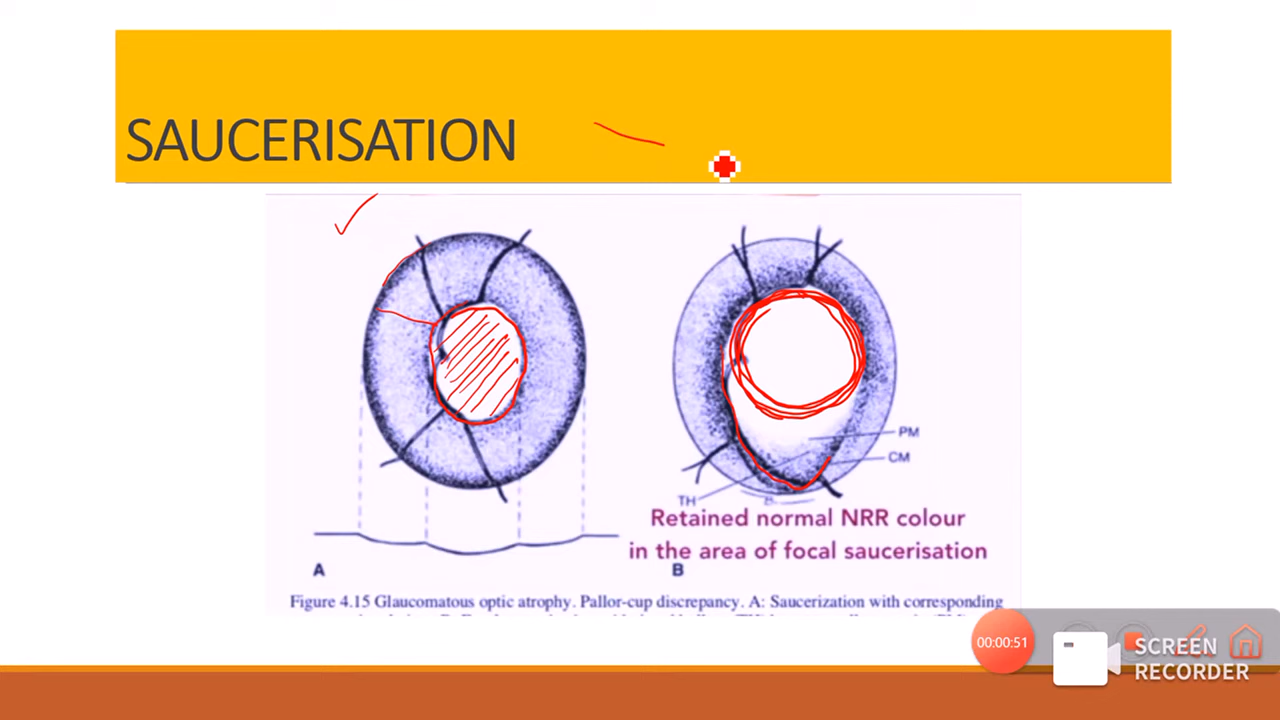 SAUCERISATION
PM
CM
TH
Retained normal NRR colour
in the area of focal saucerisation
A
B
Figure 4.15 Glaucomatous optic atrophy. Pallor-cup discrepancy. A: Saucerization with corresponding
00:00:51
SCREEN
RECORDER